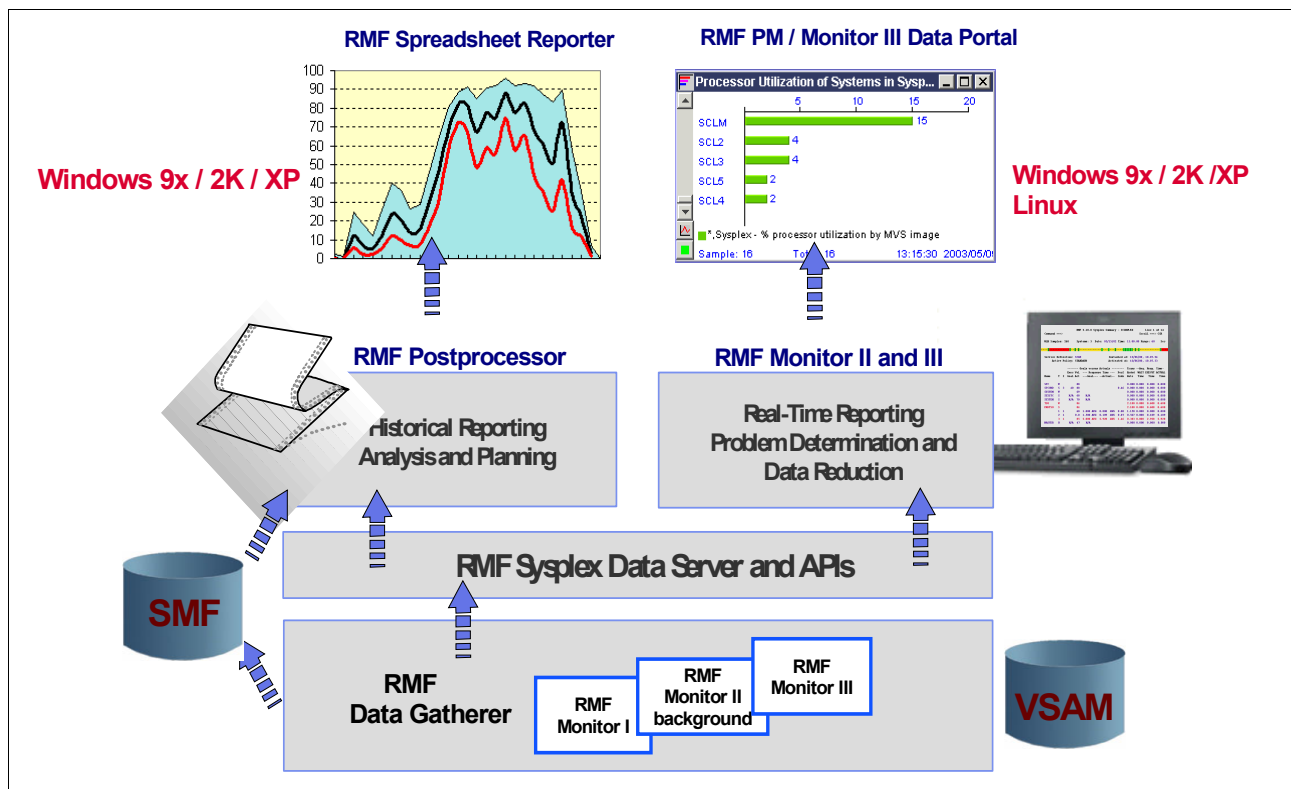 RMF Spreadsheet Reporter
100
90
80
70
60
50
40
30
20
10
0
Windows 9x / 2K / XP
RMF PM / Monitor III Data Portal
Processor Utilization of Systems in Sysp...
5 10 15 20
SCLM 15
SCL2 4
SCL3 4
SCL5 2
SCL4 2
*,Sysplex - % processor utilization by MVS image
Sample: 16 Tot 16 13:15:30 2003/05/0
Windows 9x / 2K /XP
Linux
RMF Postprocessor
Historical Reporting
Analysis and Planning
RMF Monitor II and III
Real-Time Reporting
Problem Determination and
Data Reduction
RMF Sysplex Data Server and APIs
SMF
RMF
Data Gatherer
RMF
Monitor I
RMF
Monitor II
background
RMF
Monitor III
VSAM